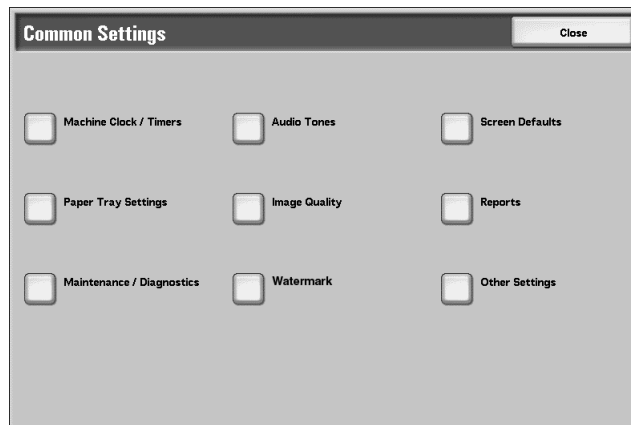 Common Settings
Close
Machine Clock / Timers
Audio Tones
Screen Defaults
Paper Tray Settings
Image Quality
Reports
Maintenance / Diagnostics
Watermark
Other Settings